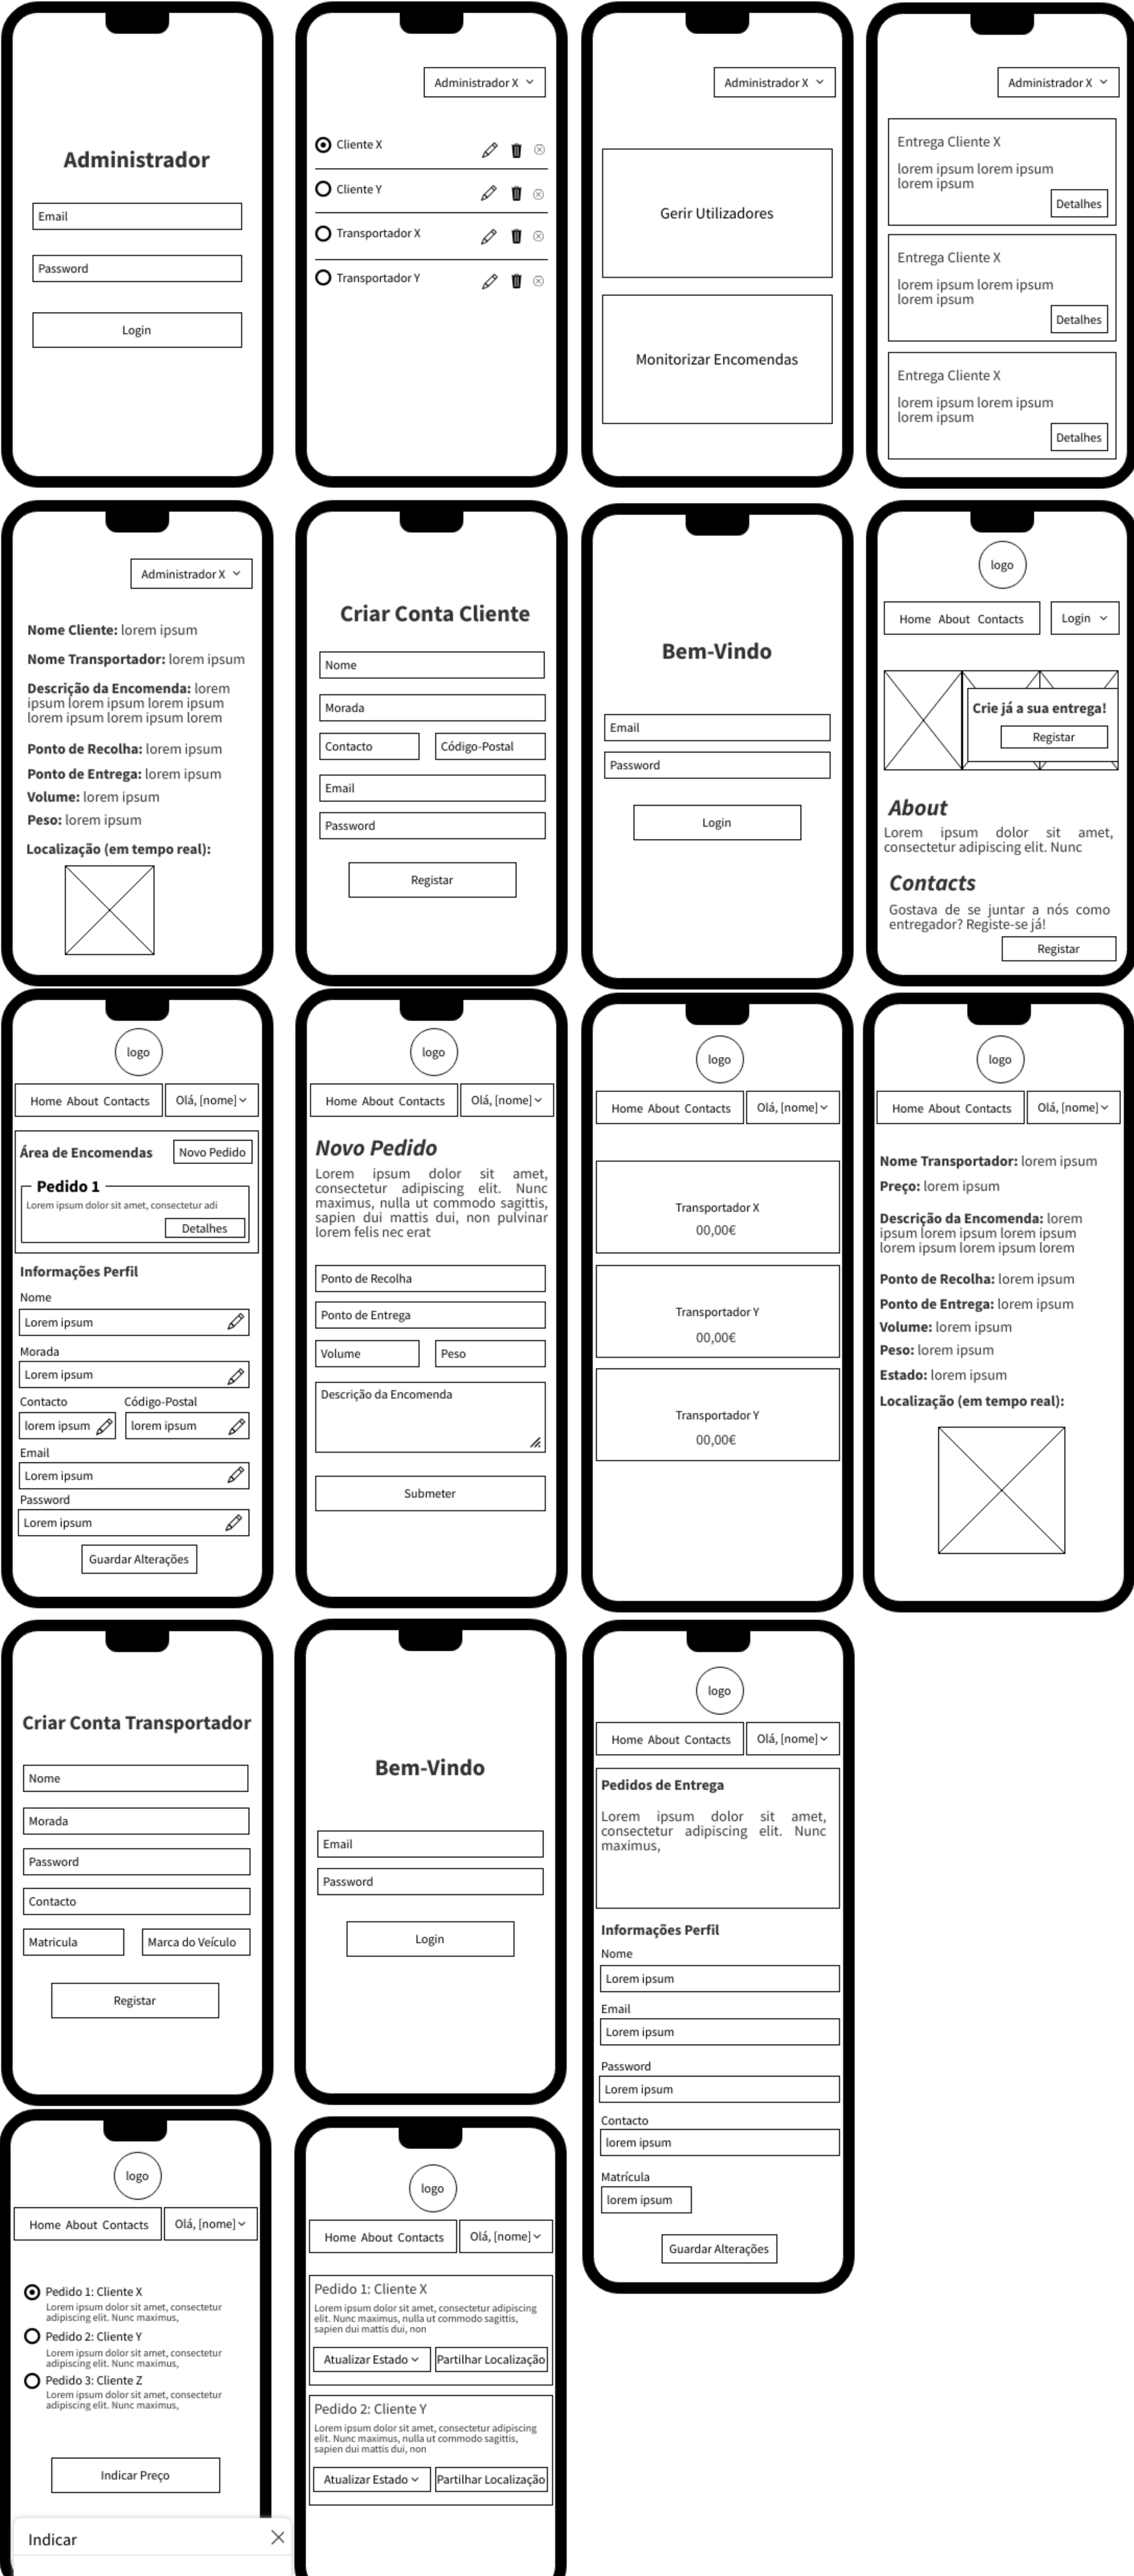 Administrador
Email
Password
Login
Administrador X
Cliente X
Cliente Y
Transportador X
Transportador Y
Administrador X
Gerir Utilizadores
Monitorizar Encomendas
Administrador X
Entrega Cliente X
lorem ipsum lorem ipsum
lorem ipsum
Detalhes
Entrega Cliente X
lorem ipsum lorem ipsum
lorem ipsum
Detalhes
Entrega Cliente X
lorem ipsum lorem ipsum
lorem ipsum
Detalhes
Administrador X
Nome Cliente: lorem ipsum
Nome Transportador: lorem ipsum
Descrição da Encomenda: lorem
ipsum lorem ipsum lorem ipsum
lorem ipsum lorem ipsum lorem
Ponto de Recolha: lorem ipsum
Ponto de Entrega: lorem ipsum
Volume: lorem ipsum
Peso: lorem ipsum
Localização (em tempo real):
Criar Conta Cliente
Nome
Morada
Contacto
Código-Postal
Email
Password
Registar
Bem-Vindo
Email
Password
Login
logo
Home About Contacts
Login
Crie já a sua entrega!
Registar
About
Lorem ipsum dolor sit amet,
consectetur adipiscing elit. Nunc
Contacts
Gostava de se juntar a nós como
entregador? Registe-se já!
Registar
logo
Home About Contacts
Olá, [nome]
Área de Encomendas
Novo Pedido
Pedido 1
Lorem ipsum dolor sit amet, consectetur adi
Detalhes
Informações Perfil
Nome
Lorem ipsum
Morada
Lorem ipsum
Contacto
Código-Postal
lorem ipsum
lorem ipsum
Email
Lorem ipsum
Password
Lorem ipsum
Guardar Alterações
logo
Home About Contacts
Olá, [nome]
Novo Pedido
Lorem ipsum dolor sit amet,
consectetur adipiscing elit. Nunc
maximus, nulla ut commodo sagittis,
sapien dui mattis dui, non pulvinar
lorem felis nec erat
Ponto de Recolha
Ponto de Entrega
Volume
Peso
Descrição da Encomenda
Submeter
logo
Home About Contacts
Olá, [nome]
Transportador X
00,00€
Transportador Y
00,00€
Transportador Y
00,00€
logo
Home About Contacts
Olá, [nome]
Nome Transportador: lorem ipsum
Preço: lorem ipsum
Descrição da Encomenda: lorem
ipsum lorem ipsum lorem ipsum
lorem ipsum lorem ipsum lorem
Ponto de Recolha: lorem ipsum
Ponto de Entrega: lorem ipsum
Volume: lorem ipsum
Peso: lorem ipsum
Estado: lorem ipsum
Localização (em tempo real):
Criar Conta Transportador
Nome
Morada
Password
Contacto
Matricula
Marca do Veículo
Registar
Bem-Vindo
Email
Password
Login
logo
Home About Contacts
Olá, [nome]
Pedidos de Entrega
Lorem ipsum dolor sit amet,
consectetur adipiscing elit. Nunc
maximus,
Informações Perfil
Nome
Lorem ipsum
Email
Lorem ipsum
Password
Lorem ipsum
Contacto
lorem ipsum
Matrícula
lorem ipsum
Guardar Alterações
logo
Home About Contacts
Olá, [nome]
Pedido 1: Cliente X
Lorem ipsum dolor sit amet, consectetur
adipiscing elit. Nunc maximus,
Pedido 2: Cliente Y
Lorem ipsum dolor sit amet, consectetur
adipiscing elit. Nunc maximus,
Pedido 3: Cliente Z
Lorem ipsum dolor sit amet, consectetur
adipiscing elit. Nunc maximus,
Indicar Preço
Indicar
logo
Home About Contacts
Olá, [nome]
Pedido 1: Cliente X
Lorem ipsum dolor sit amet, consectetur adipiscing
elit. Nunc maximus, nulla ut commodo sagittis,
sapien dui mattis dui, non
Atualizar Estado
Partilhar Localização
Pedido 2: Cliente Y
Lorem ipsum dolor sit amet, consectetur adipiscing
elit. Nunc maximus, nulla ut commodo sagittis,
sapien dui mattis dui, non
Atualizar Estado
Partilhar Localização